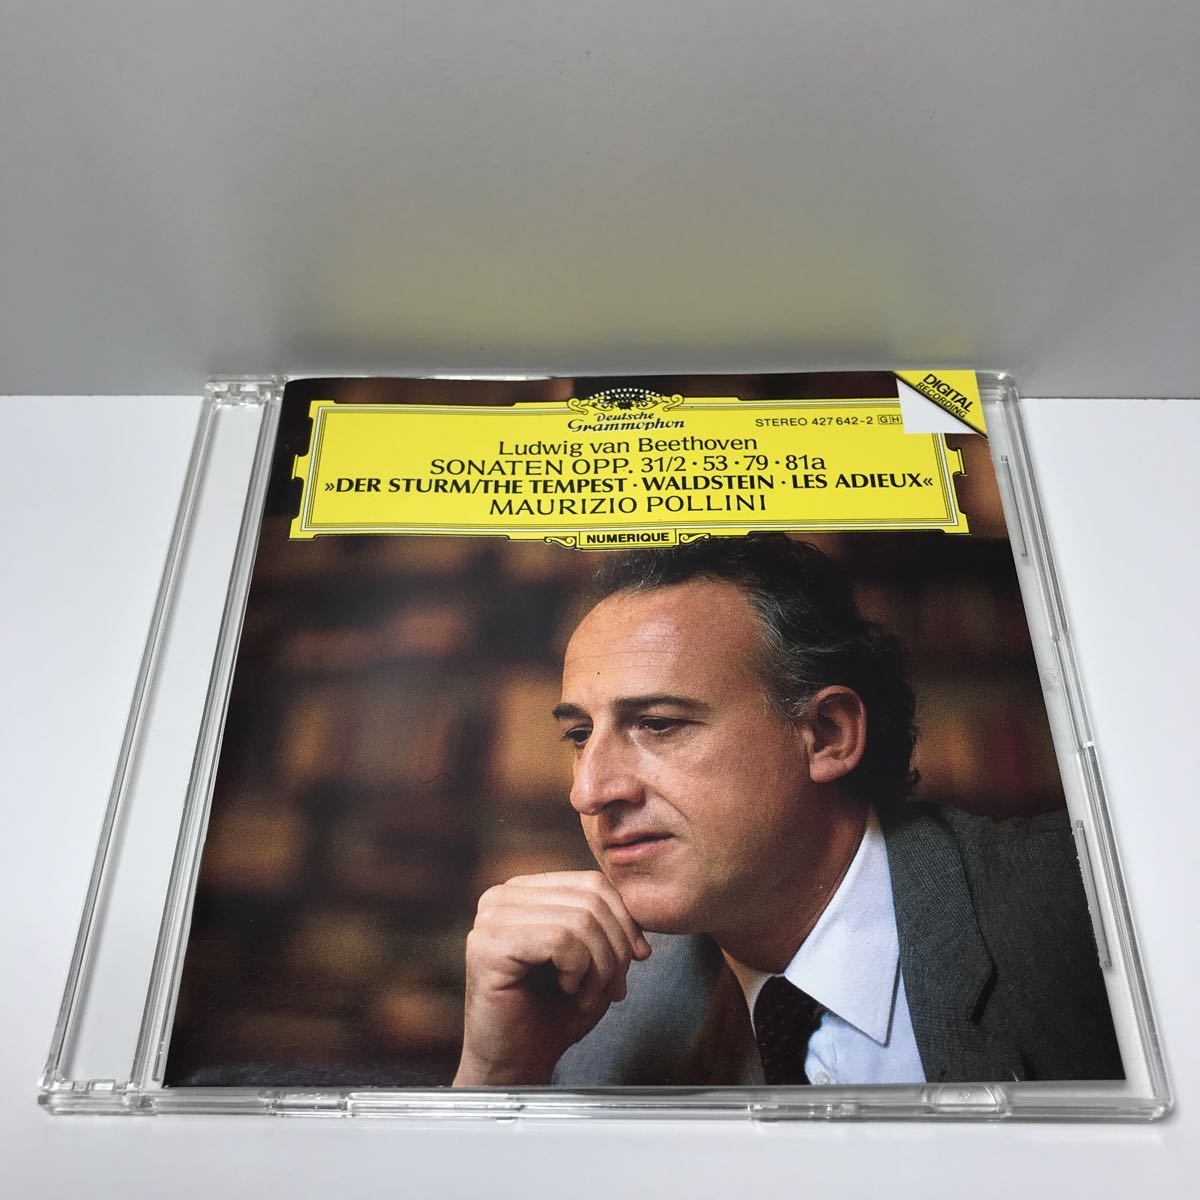 DIGITAL
RECORDING
Deutsche
Grammophon
STEREO 427 642-2 GH
Ludwig van Beethoven
SONATEN OPP. 31/2 · 53 · 79 · 81a
»DER STURM/THE TEMPEST · WALDSTEIN · LES ADIEUX«
MAURIZIO POLLINI
NUMERIQUE